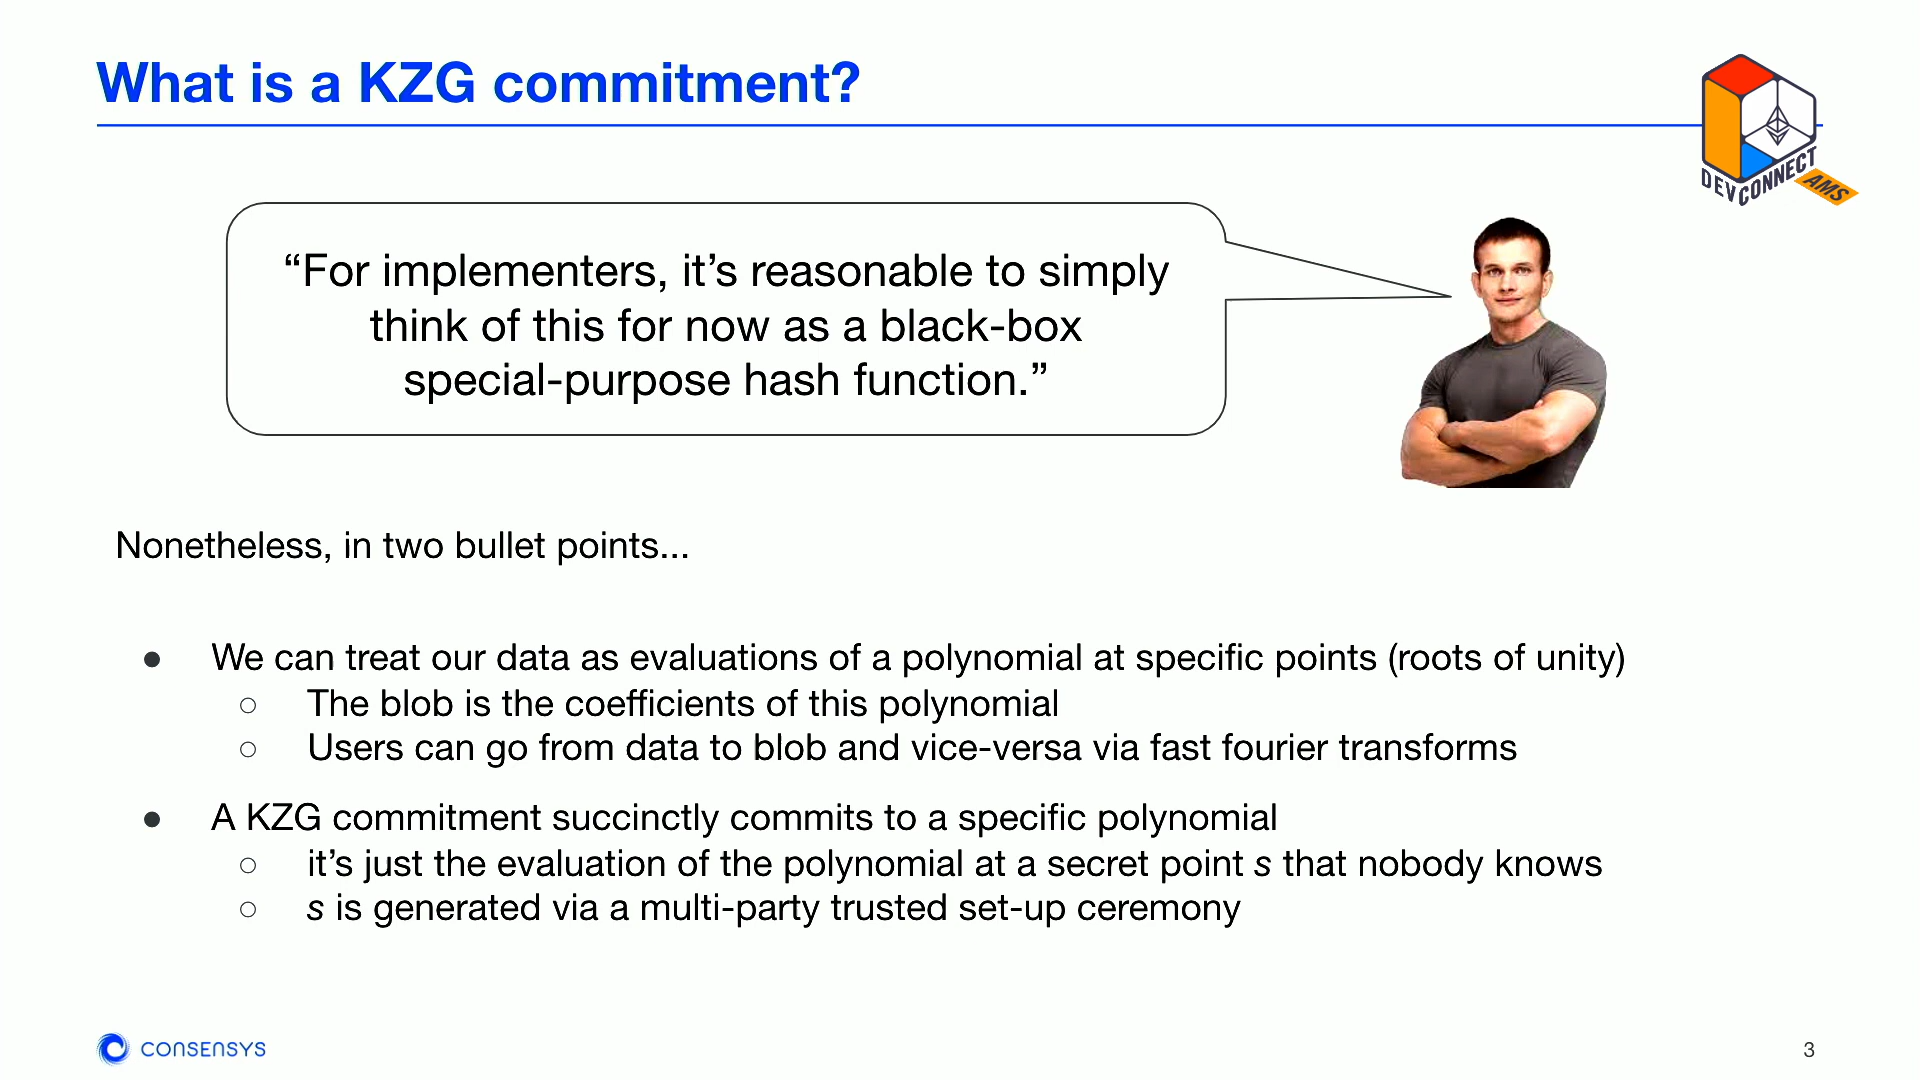 What is a KZG commitment?
DEVCONNECT
AMS
“For implementers, it’s reasonable to simply
think of this for now as a black-box
special-purpose hash function.”
Nonetheless, in two bullet points...
● We can treat our data as evaluations of a polynomial at specific points (roots of unity)
○ The blob is the coefficients of this polynomial
○ Users can go from data to blob and vice-versa via fast fourier transforms
● A KZG commitment succinctly commits to a specific polynomial
○ it’s just the evaluation of the polynomial at a secret point s that nobody knows
○ s is generated via a multi-party trusted set-up ceremony
CONSENSYS
3